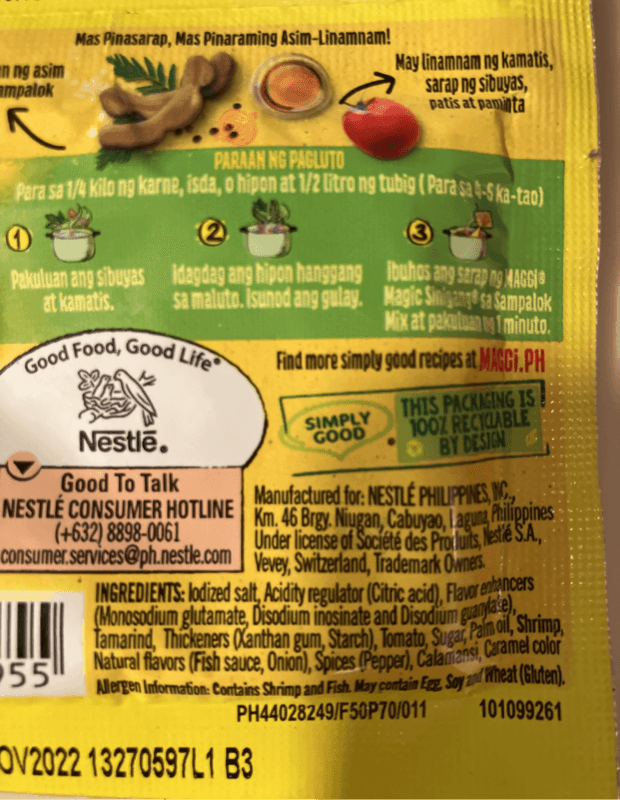 Mas Pinasarap, Mas Pinaraming Asim-Linamnam!
ng asim
May linamnam ng kamatis,
sarap ng sibuyas,
patis at paminta
PARAAN NG PAGLUTO
Para sa 1/4 kilo ng karne, isda, o hipon at 1/2 litro ng tubig (Para sa 4-5 ka-tao)
1
2
3
Pakuluan ang sibuyas
at kamatis.
Idagdag ang hipon hanggang
sa maluto. Isunod ang gulay.
Ibuhos ang sarap ng MAGGI®
Magic Sinigang® sa Sampalok
Mix at pakuluan ng 1 minuto.
Good Food, Good Life®
Nestlé.
Find more simply good recipes at MAGGI.PH
SIMPLY
GOOD
THIS PACKAGING IS
100% RECYCLABLE
BY DESIGN
Good To Talk
NESTLÉ CONSUMER HOTLINE
(+632) 8898-0061
consumer.services@ph.nestle.com
Manufactured for: NESTLÉ PHILIPPINES, INC.,
Km. 46 Brgy. Niugan, Cabuyao, Laguna, Philippines
Under license of Société des Produits, Nestlé S.A.,
Vevey, Switzerland, Trademark Owners.
INGREDIENTS: Iodized salt, Acidity regulator (Citric acid), Flavor enhancers
(Monosodium glutamate, Disodium inosinate and Disodium guanylate),
Tamarind, Thickeners (Xanthan gum, Starch), Tomato, Sugar, Palm oil, Shrimp,
Natural flavors (Fish sauce, Onion), Spices (Pepper), Calamansi, Caramel color
Allergen Information: Contains Shrimp and Fish. May contain Egg, Soy and Wheat (Gluten).
55
PH44028249/F50P70/011
101099261
OV2022 13270597L1 B3